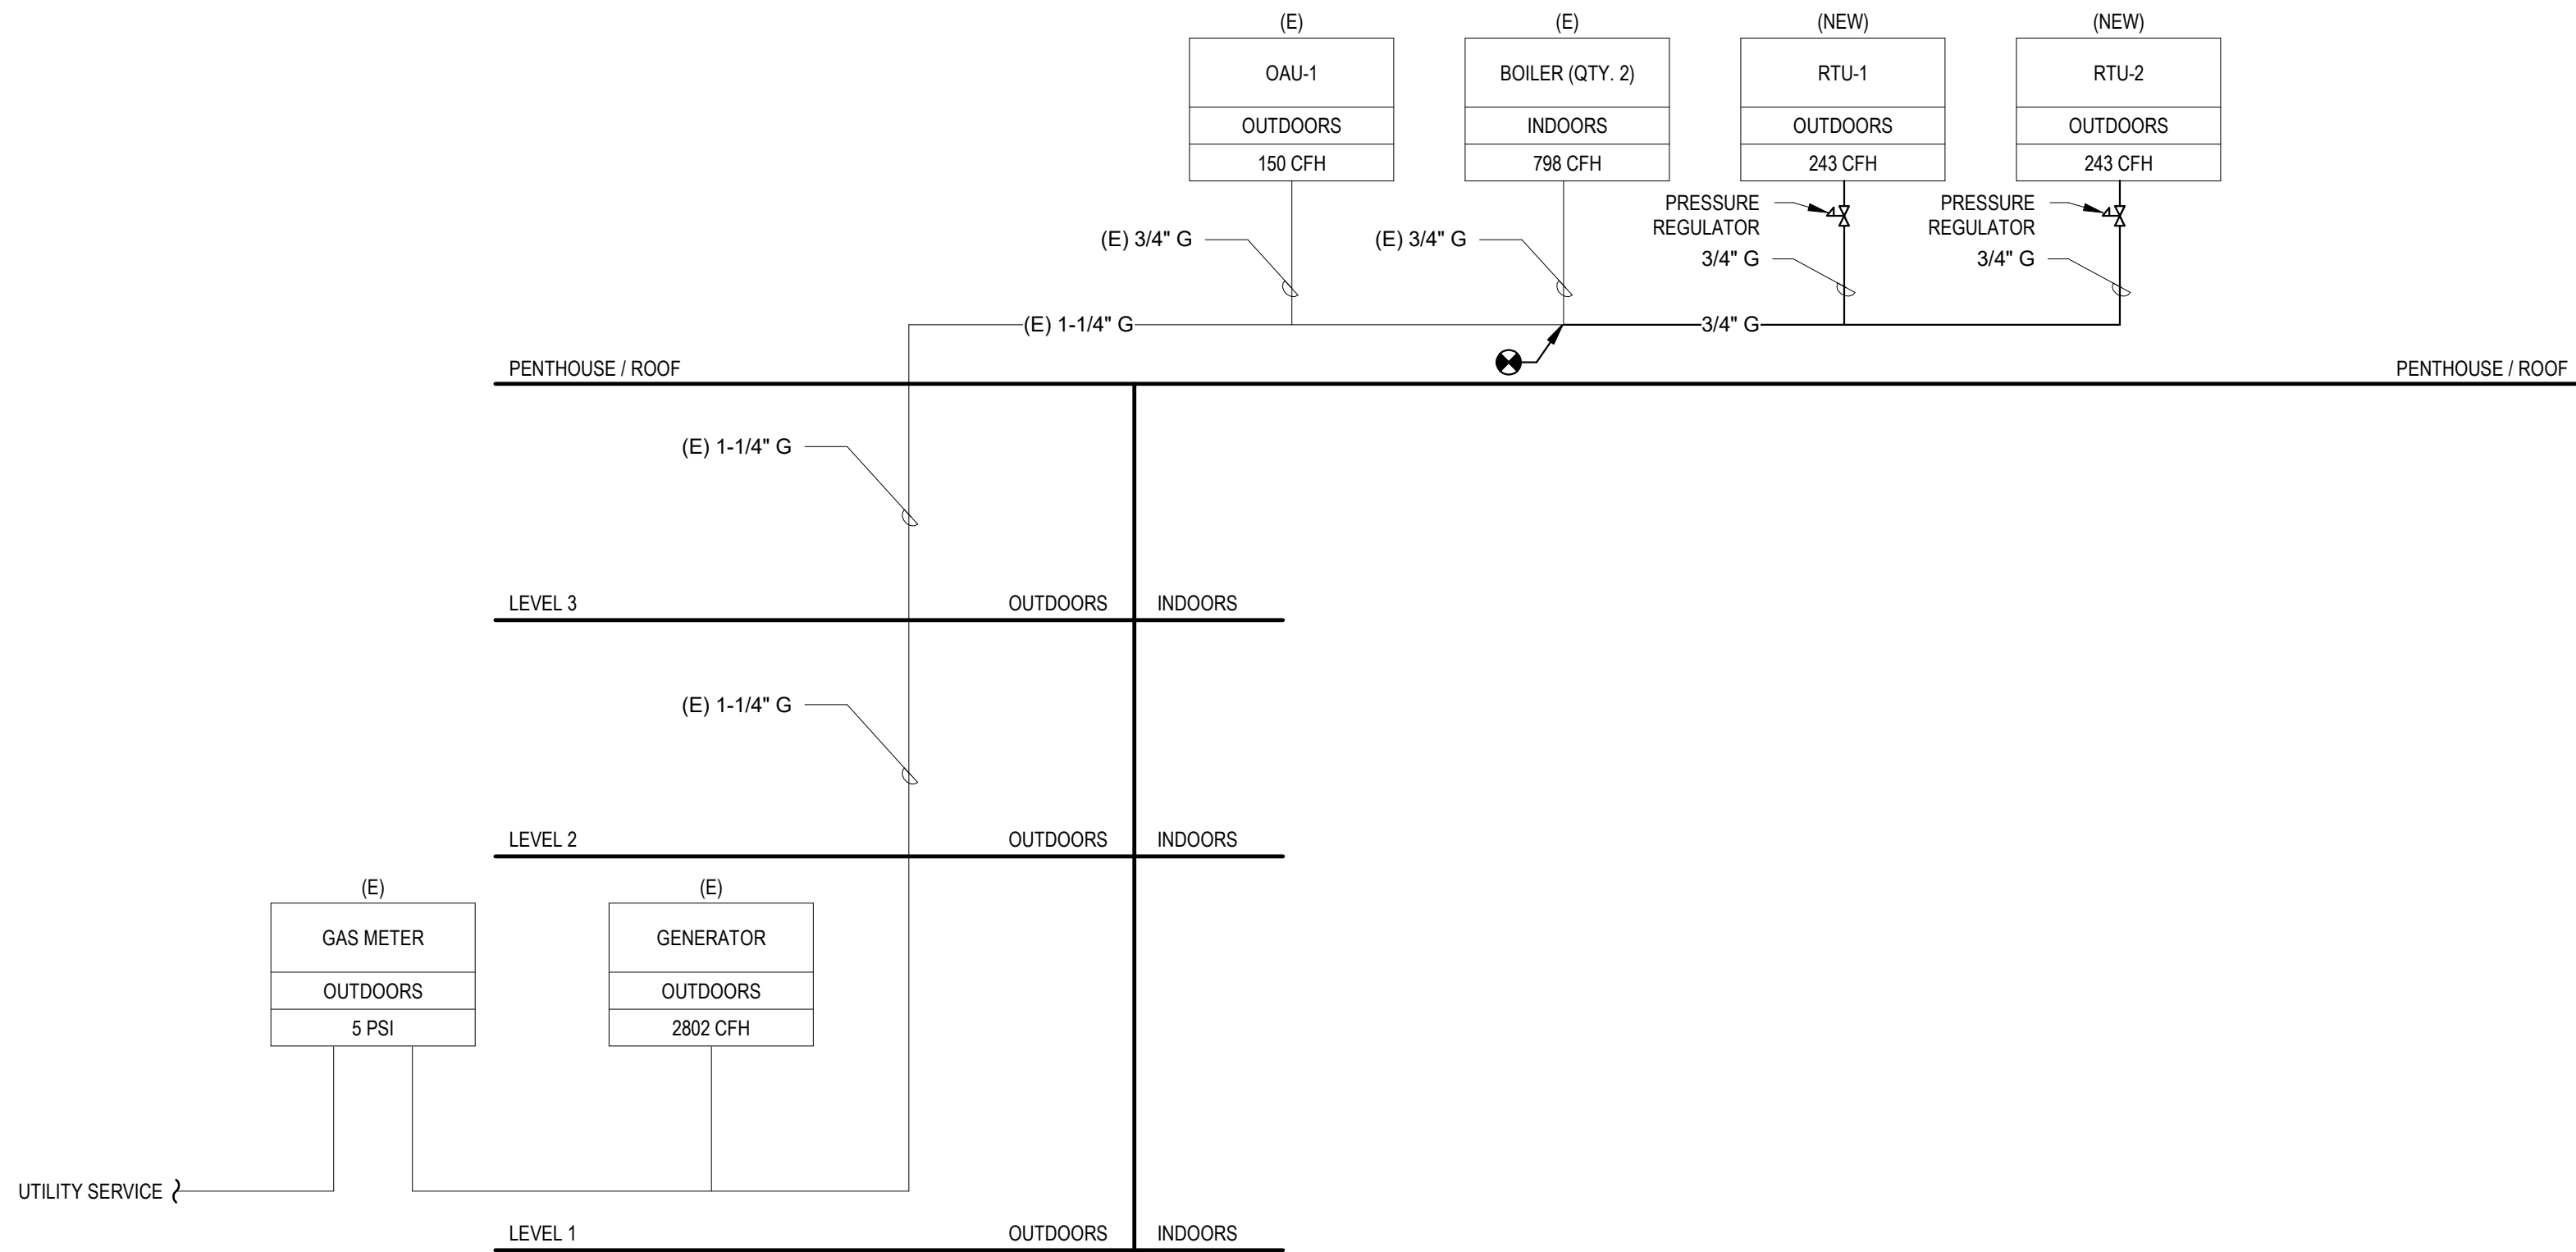 (E)
OAU-1
OUTDOORS
150 CFH
(E)
BOILER (QTY. 2)
INDOORS
798 CFH
(NEW)
RTU-1
OUTDOORS
243 CFH
(NEW)
RTU-2
OUTDOORS
243 CFH
PRESSURE
REGULATOR
PRESSURE
REGULATOR
(E) 3/4" G
(E) 3/4" G
3/4" G
3/4" G
(E) 1-1/4" G
3/4" G
PENTHOUSE / ROOF
PENTHOUSE / ROOF
(E) 1-1/4" G
LEVEL 3
OUTDOORS
INDOORS
(E) 1-1/4" G
LEVEL 2
OUTDOORS
INDOORS
(E)
GAS METER
OUTDOORS
5 PSI
(E)
GENERATOR
OUTDOORS
2802 CFH
UTILITY SERVICE
LEVEL 1
OUTDOORS
INDOORS